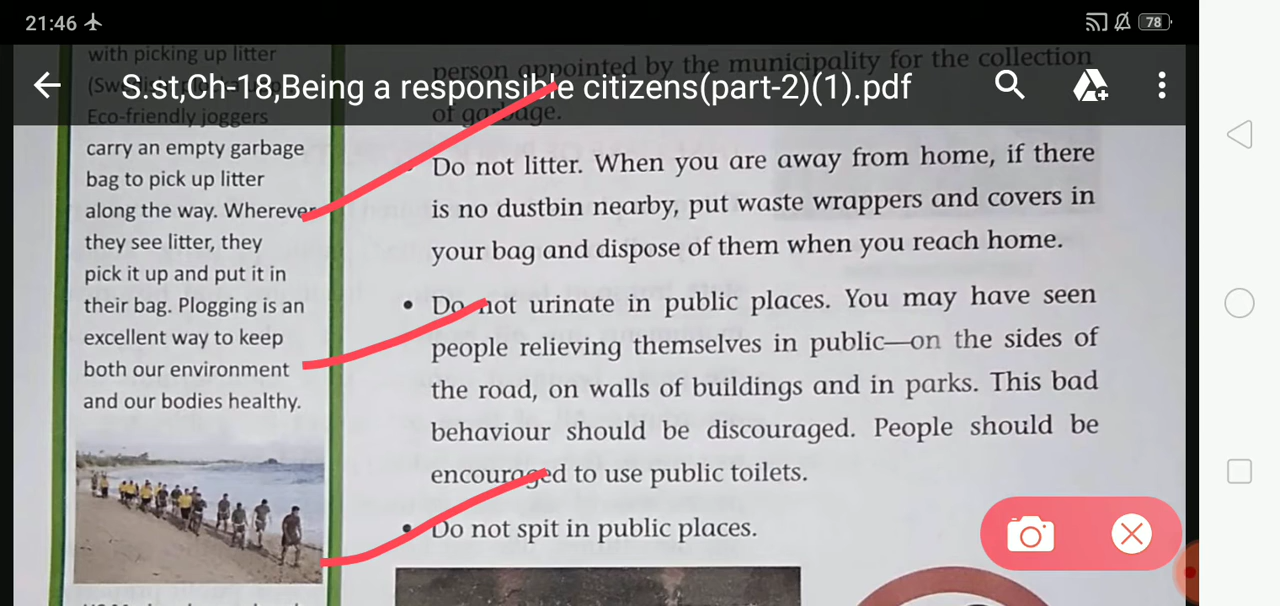 21:46
78
S.st,Ch-18,Being a responsible citizens(part-2)(1).pdf
with picking up litter
Eco-friendly joggers
carry an empty garbage
bag to pick up litter
along the way. Wherever
they see litter, they
pick it up and put it in
their bag. Plogging is an
excellent way to keep
both our environment
and our bodies healthy.
person appointed by the municipality for the collection
of garbage.
Do not litter. When you are away from home, if there
is no dustbin nearby, put waste wrappers and covers in
your bag and dispose of them when you reach home.
• Do not urinate in public places. You may have seen
people relieving themselves in public—on the sides of
the road, on walls of buildings and in parks. This bad
behaviour should be discouraged. People should be
encouraged to use public toilets.
• Do not spit in public places.